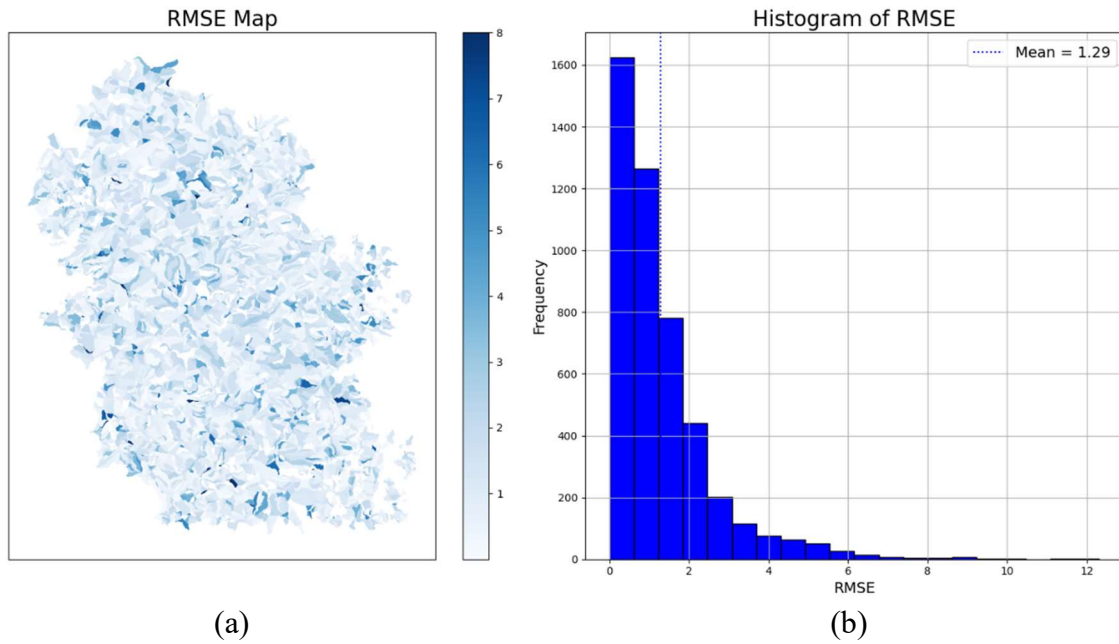 RMSE Map
8
7
6
5
4
3
2
1
(a)
Histogram of RMSE
Mean = 1.29
Frequency
1600
1400
1200
1000
800
600
400
200
0
0 2 4 6 8 10 12
RMSE
(b)